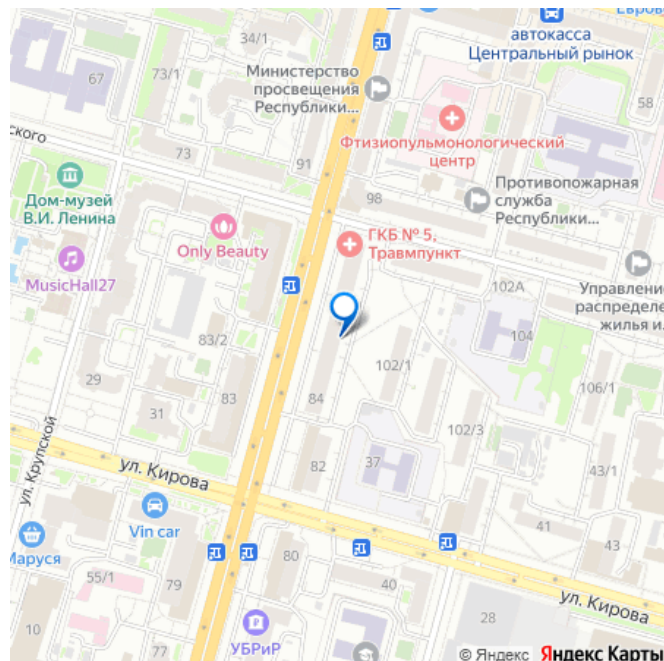 Евров
34/1
автокасса
Центральный рынок
73/1
67
Министерство
просвещения
Республики...
58
ского
Фтизиопульмонологический
центр
73
91
Дом-музей
В.И. Ленина
98
Противопожарная
служба
Республики...
Only Beauty
ГКБ № 5,
Травмпункт
MusicHall27
102А
Управление
распределе
жилья и..
83/2
104
102/1
29
83
84
106/1
31
ул. Крупской
102/3
82
37
43/1
ул. Кирова
Vin car
41
43
Маруся
80
55/1
79
40
ул. Кирова
28
10
УБРиР
77
© Яндекс Яндекс Карты